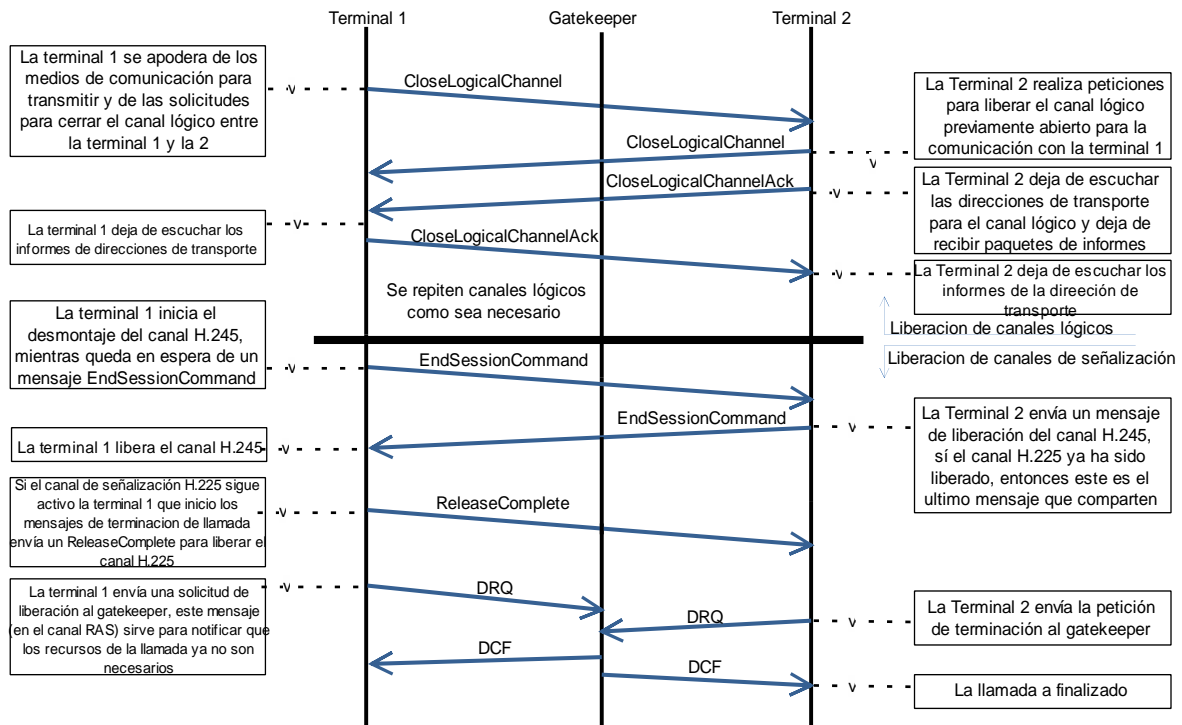 Terminal 1
Gatekeeper
Terminal 2
La terminal 1 se apodera de los
medios de comunicación para
transmitir y de las solicitudes
para cerrar el canal lógico entre
la terminal 1 y la 2
CloseLogicalChannel
La Terminal 2 realiza peticiones
para liberar el canal lógico
previamente abierto para la
comunicación con la terminal 1
CloseLogicalChannel
CloseLogicalChannelAck
La Terminal 2 deja de escuchar
las direcciones de transporte
para el canal lógico y deja de
recibir paquetes de informes
La terminal 1 deja de escuchar los
informes de direcciones de transporte
CloseLogicalChannelAck
La Terminal 2 deja de escuchar los
informes de la direeción de
transporte
Se repiten canales lógicos
como sea necesario
Liberacion de canales lógicos
Liberacion de canales de señalización
La terminal 1 inicia el
desmontaje del canal H.245,
mientras queda en espera de un
mensaje EndSessionCommand
EndSessionCommand
EndSessionCommand
La Terminal 2 envía un mensaje
de liberación del canal H.245,
sí el canal H.225 ya ha sido
liberado, entonces este es el
ultimo mensaje que comparten
La terminal 1 libera el canal H.245
Si el canal de señalización H.225 sigue
activo la terminal 1 que inicio los
mensajes de terminacion de llamada
envía un ReleaseComplete para liberar el
canal H.225
ReleaseComplete
La terminal 1 envía una solicitud de
liberación al gatekeeper, este mensaje
(en el canal RAS) sirve para notificar que
los recursos de la llamada ya no son
necesarios
DRQ
DRQ
La Terminal 2 envía la petición
de terminación al gatekeeper
DCF
DCF
La llamada a finalizado